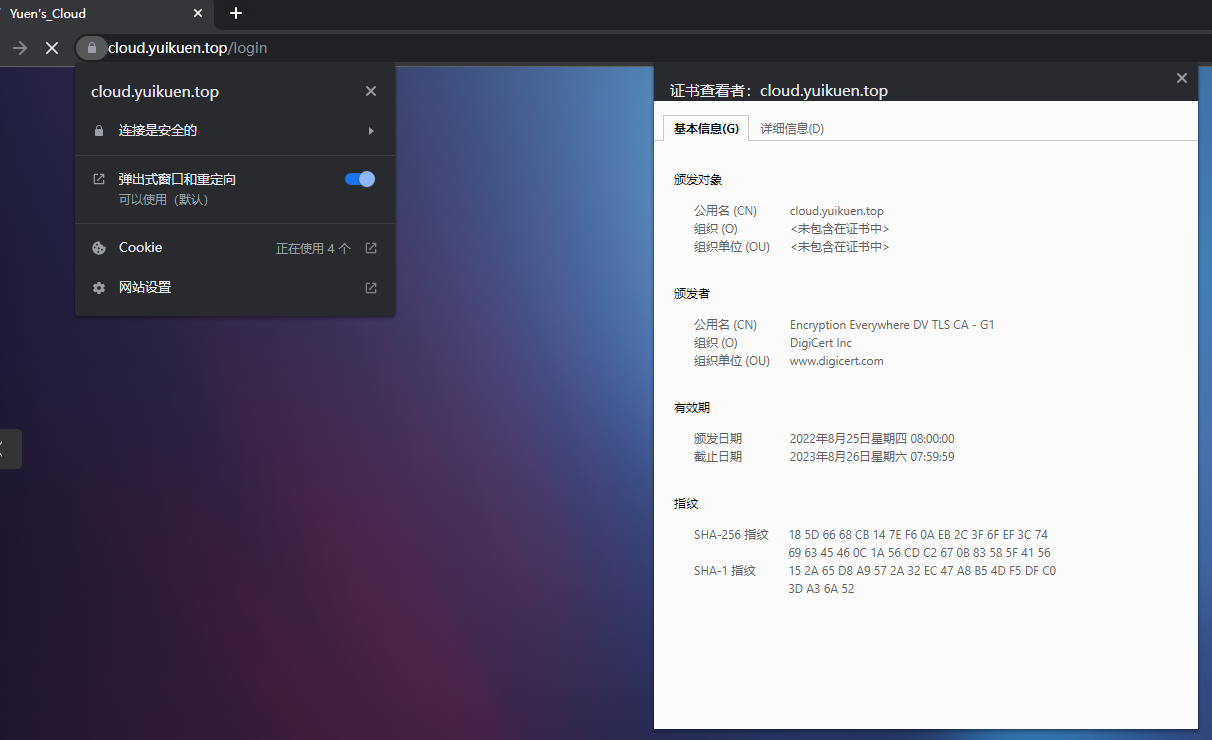 Yuen's_Cloud
cloud.yuikuen.top/login
cloud.yuikuen.top
连接是安全的
弹出式窗口和重定向
可以使用（默认）
Cookie 正在使用 4 个
网站设置
证书查看者：cloud.yuikuen.top
基本信息(G) 详细信息(D)
颁发对象
公用名 (CN) cloud.yuikuen.top
组织 (O) <未包含在证书中>
组织单位 (OU) <未包含在证书中>
颁发者
公用名 (CN) Encryption Everywhere DV TLS CA - G1
组织 (O) DigiCert Inc
组织单位 (OU) www.digicert.com
有效期
颁发日期 2022年8月25日星期四 08:00:00
截止日期 2023年8月26日星期六 07:59:59
指纹
SHA-256 指纹 18 5D 66 68 CB 14 7E F6 0A EB 2C 3F 6F EF 3C 74
69 63 45 46 0C 1A 56 CD C2 67 0B 83 58 5F 41 56
SHA-1 指纹 15 2A 65 D8 A9 57 2A 32 EC 47 A8 B5 4D F5 DF C0
3D A3 6A 52